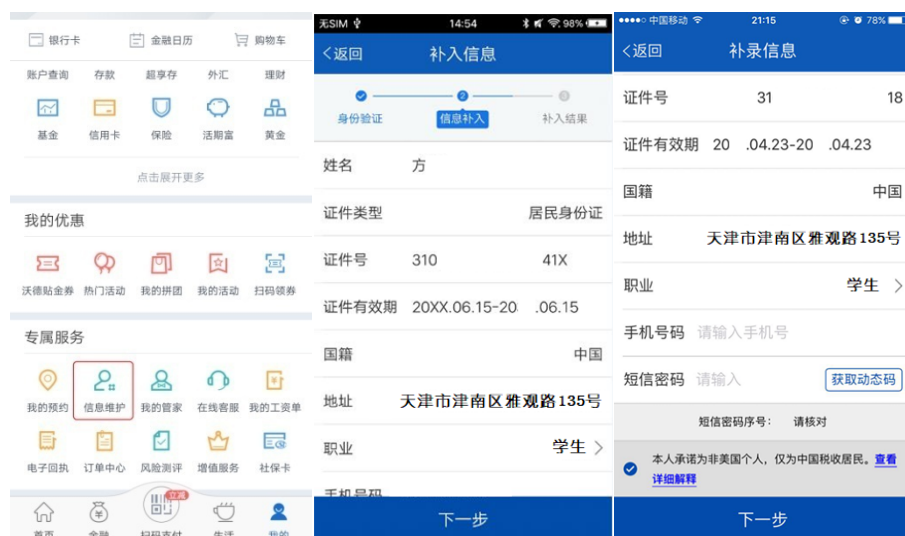 银行卡 金融日历 购物车
账户查询 存款 超享存 外汇 理财
基金 信用卡 保险 活期富 黄金
点击展开更多
我的优惠
沃德贴金券 热门活动 我的拼团 我的活动 扫码领券
专属服务
我的预约 信息维护 我的管家 在线客服 我的工资单
电子回执 订单中心 风险测评 增值服务 社保卡
首页 金融 扫码支付 生活 我的
无SIM 14:54 98%
<返回 补入信息
身份验证 信息补入 补入结果
姓名 方
证件类型 居民身份证
证件号 310 41X
证件有效期 20XX.06.15-20 .06.15
国籍 中国
地址 天津市津南区雅观路135号
职业 学生 >
手机号码
下一步
中国移动 21:15 78%
<返回 补录信息
证件号 31 18
证件有效期 20 .04.23-20 .04.23
国籍 中国
地址 天津市津南区雅观路135号
职业 学生 >
手机号码 请输入手机号
短信密码 请输入 获取动态码
短信密码序号: 请核对
本人承诺为非美国个人，仅为中国税收居民。查看
详细解释
下一步